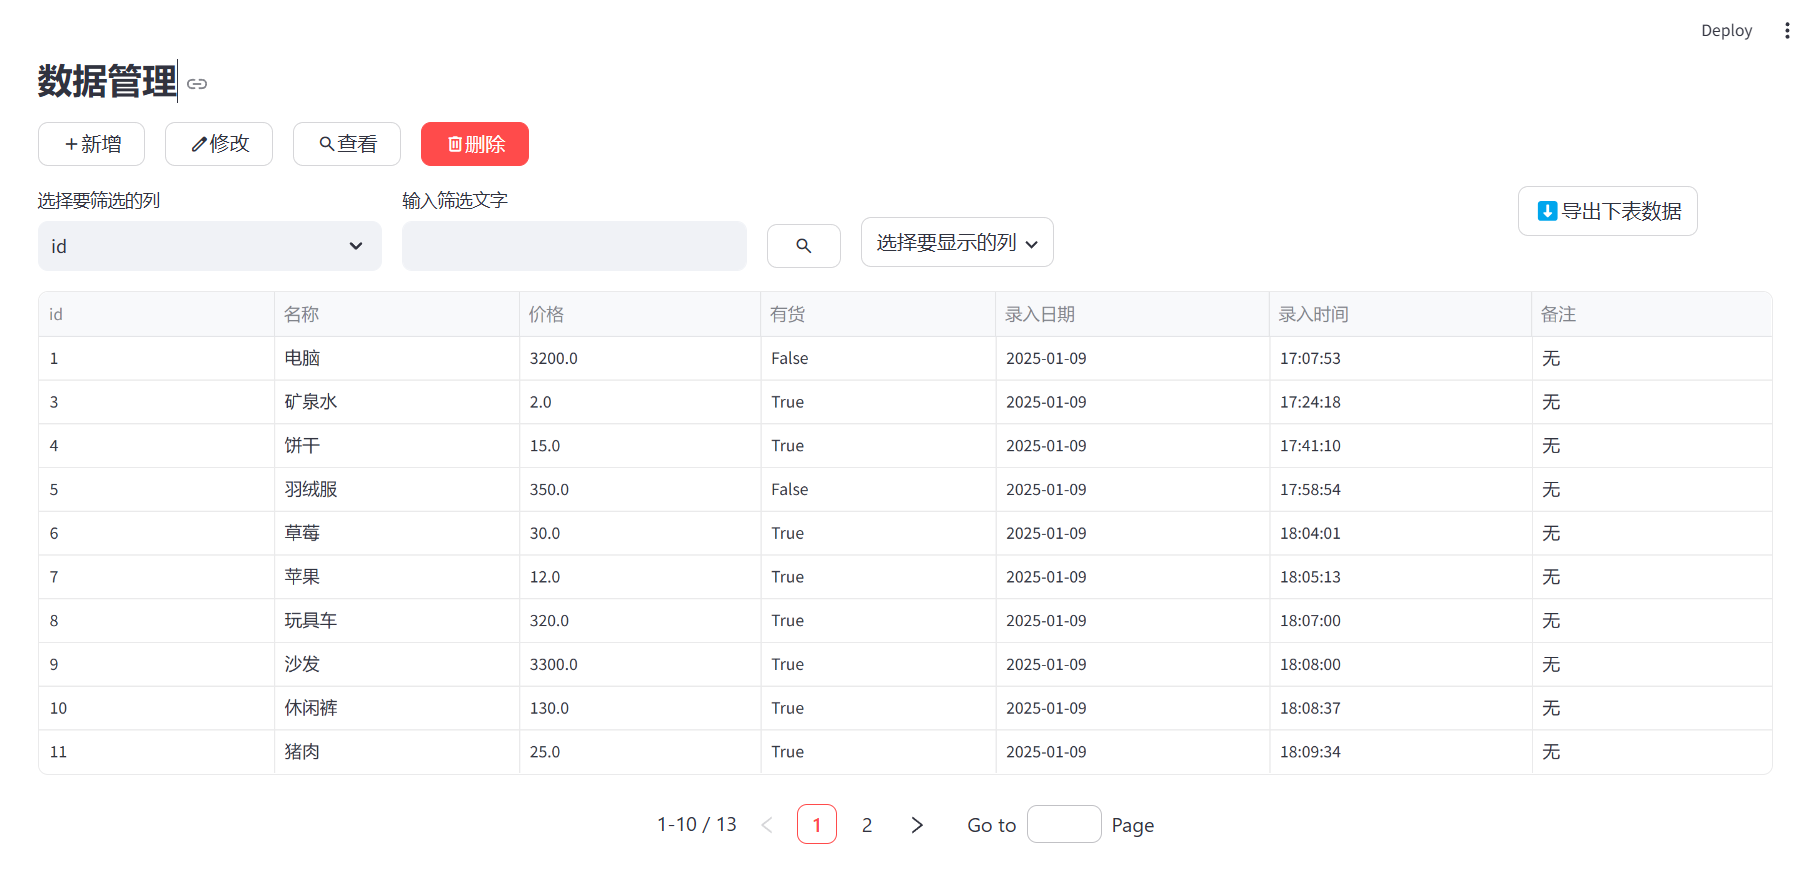 Deploy
数据管理
+新增 修改 查看 删除
选择要筛选的列 输入筛选文字
导出下表数据
id 选择要显示的列
id 名称 价格 有货 录入日期 录入时间 备注
1 电脑 3200.0 False 2025-01-09 17:07:53 无
3 矿泉水 2.0 True 2025-01-09 17:24:18 无
4 饼干 15.0 True 2025-01-09 17:41:10 无
5 羽绒服 350.0 False 2025-01-09 17:58:54 无
6 草莓 30.0 True 2025-01-09 18:04:01 无
7 苹果 12.0 True 2025-01-09 18:05:13 无
8 玩具车 320.0 True 2025-01-09 18:07:00 无
9 沙发 3300.0 True 2025-01-09 18:08:00 无
10 休闲裤 130.0 True 2025-01-09 18:08:37 无
11 猪肉 25.0 True 2025-01-09 18:09:34 无
1-10 / 13 1 2 Go to Page